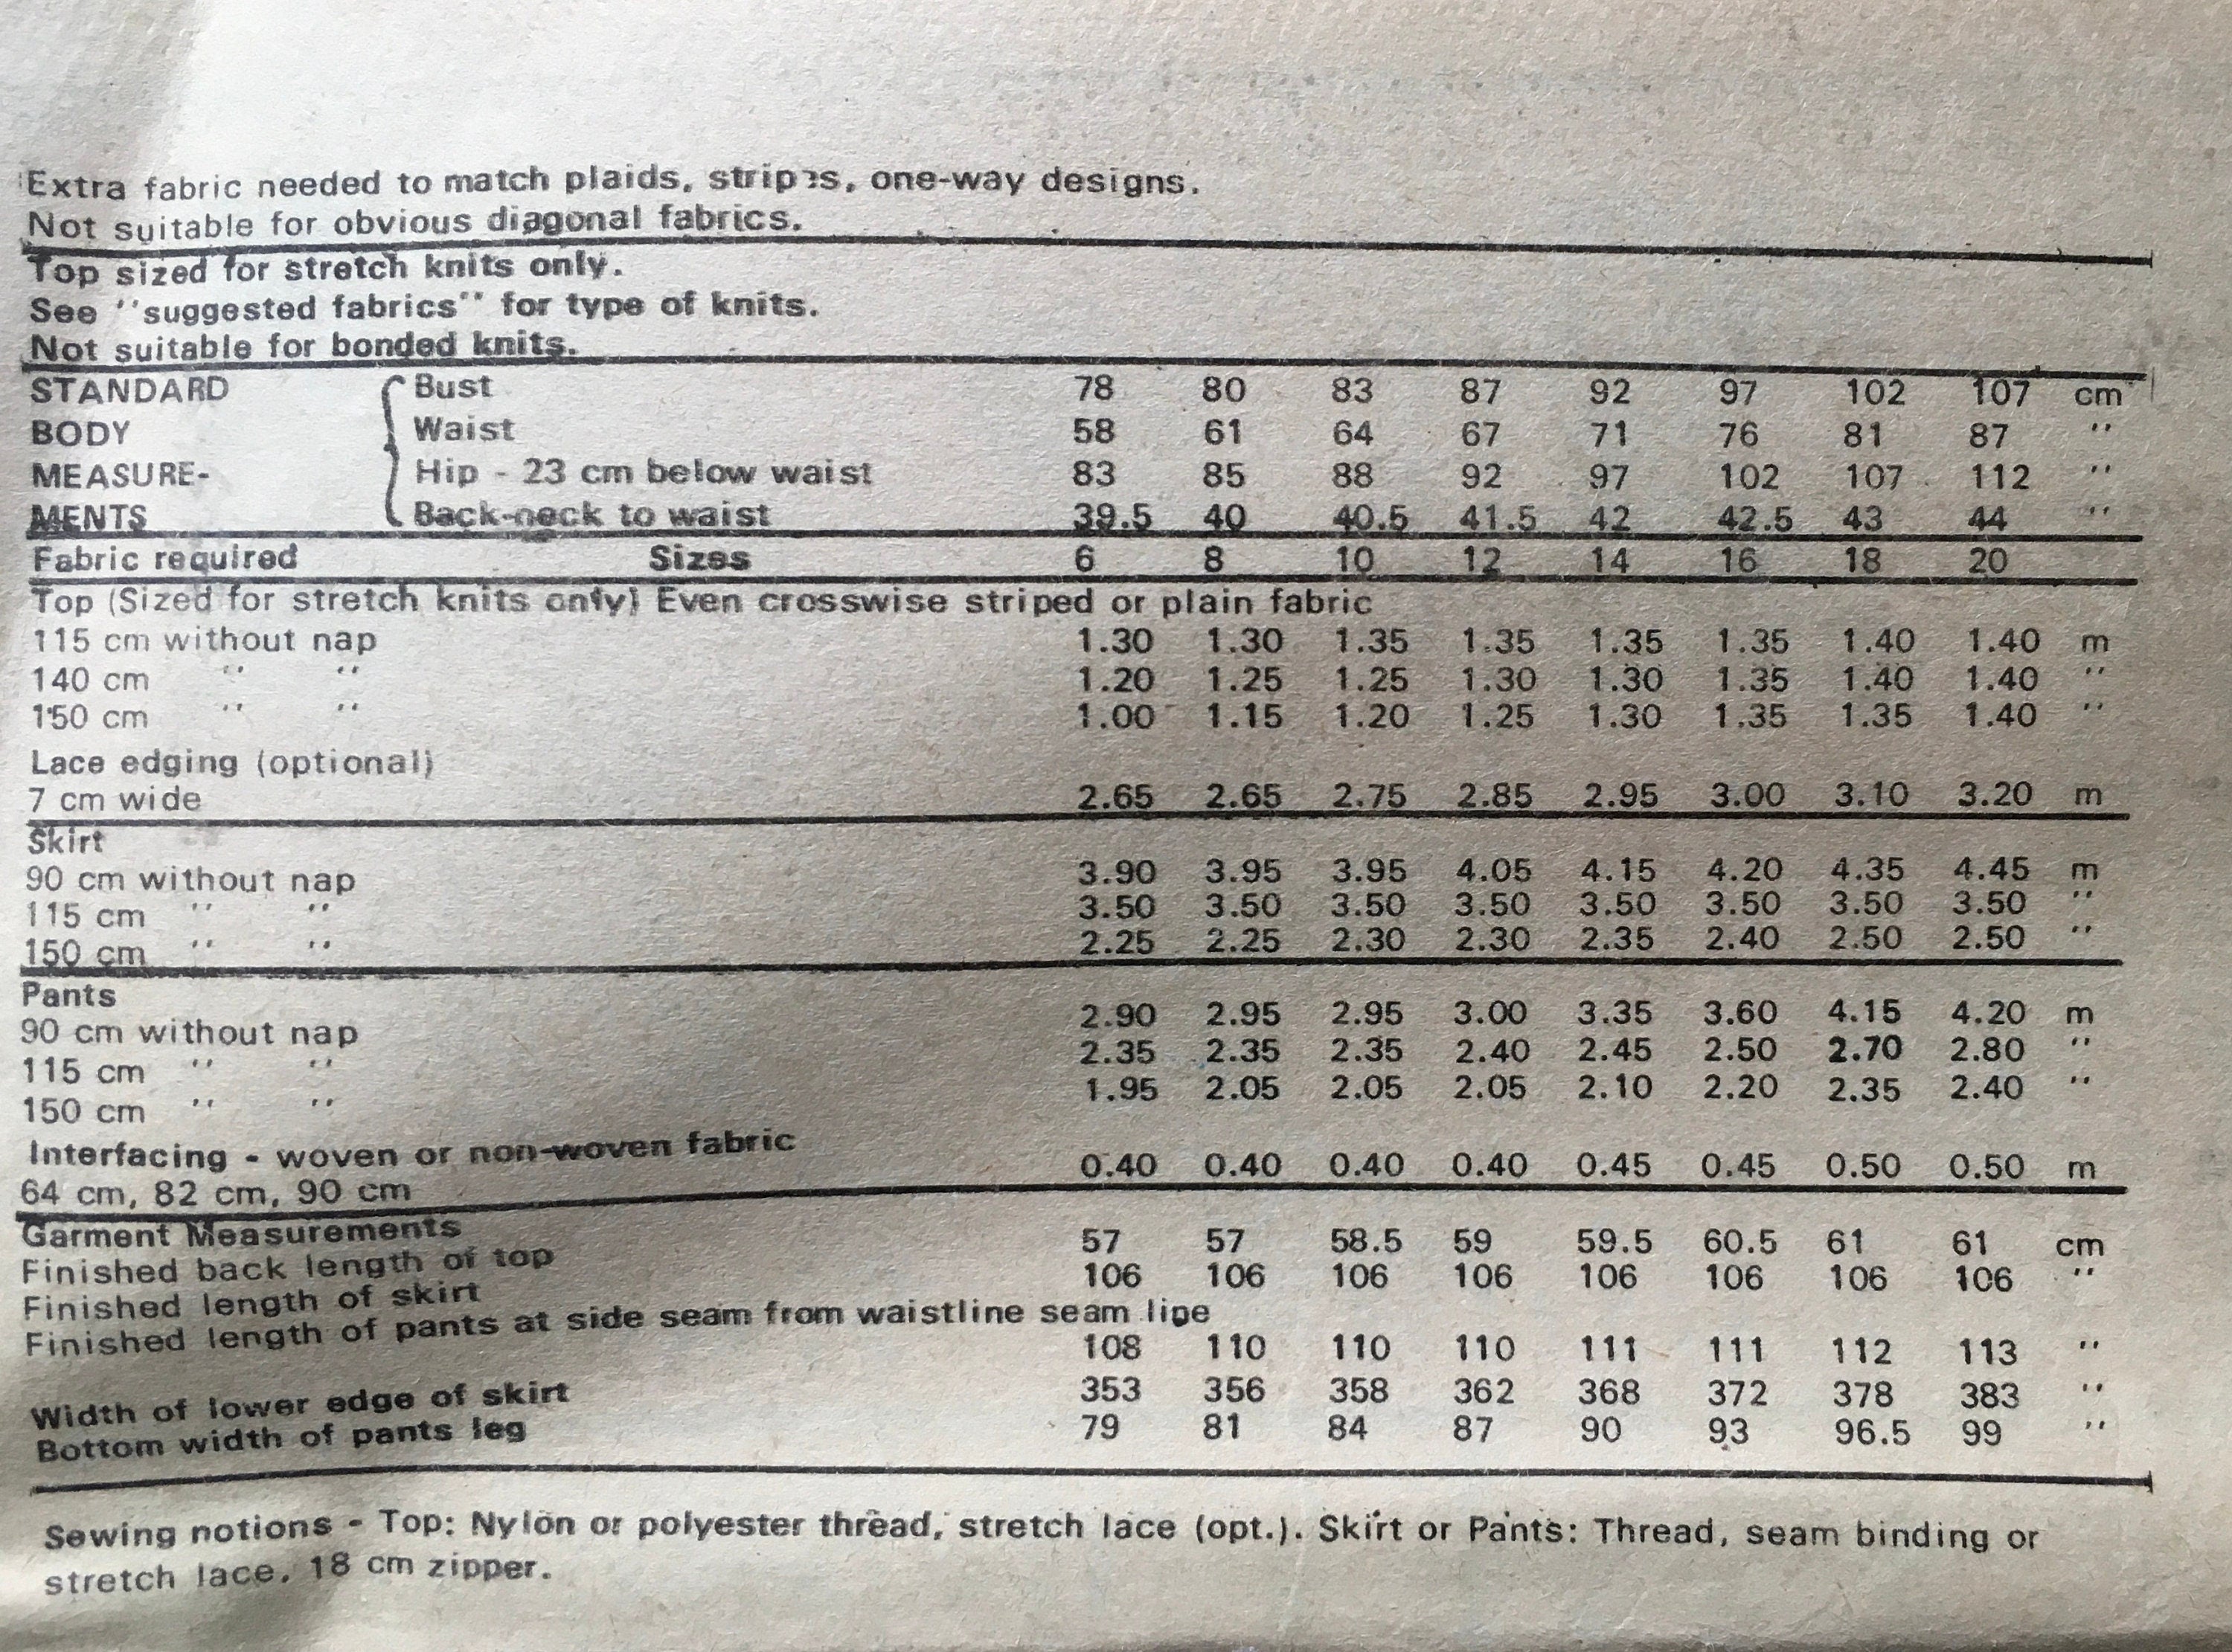 Extra fabric needed to match plaids, stripes, one-way designs.
Not suitable for obvious diagonal fabrics.
Top sized for stretch knits only.
See ''suggested fabrics'' for type of knits.
Not suitable for bonded knits.
STANDARD Bust 78 80 83 87 92 97 102 107 cm
BODY Waist 58 61 64 67 71 76 81 87 ''
MEASURE- Hip - 23 cm below waist 83 85 88 92 97 102 107 112 ''
MENTS Back-neck to waist 39.5 40 40.5 41.5 42 42.5 43 44 ''
Fabric required Sizes 6 8 10 12 14 16 18 20
Top (Sized for stretch knits only) Even crosswise striped or plain fabric
115 cm without nap 1.30 1.30 1.35 1.35 1.35 1.35 1.40 1.40 m
140 cm '' '' 1.20 1.25 1.25 1.30 1.30 1.35 1.40 1.40 ''
150 cm '' '' 1.00 1.15 1.20 1.25 1.30 1.35 1.35 1.40 ''
Lace edging (optional)
7 cm wide 2.65 2.65 2.75 2.85 2.95 3.00 3.10 3.20 m
Skirt
90 cm without nap 3.90 3.95 3.95 4.05 4.15 4.20 4.35 4.45 m
115 cm '' '' 3.50 3.50 3.50 3.50 3.50 3.50 3.50 3.50 ''
150 cm '' '' 2.25 2.25 2.30 2.30 2.35 2.40 2.50 2.50 ''
Pants
90 cm without nap 2.90 2.95 2.95 3.00 3.35 3.60 4.15 4.20 m
115 cm '' '' 2.35 2.35 2.35 2.40 2.45 2.50 2.70 2.80 ''
150 cm '' '' 1.95 2.05 2.05 2.05 2.10 2.20 2.35 2.40 ''
Interfacing - woven or non-woven fabric
64 cm, 82 cm, 90 cm 0.40 0.40 0.40 0.40 0.45 0.45 0.50 0.50 m
Garment Measurements
Finished back length of top 57 57 58.5 59 59.5 60.5 61 61 cm
Finished length of skirt 106 106 106 106 106 106 106 106 ''
Finished length of pants at side seam from waistline seam line
108 110 110 110 111 111 112 113 ''
Width of lower edge of skirt 353 356 358 362 368 372 378 383 ''
Bottom width of pants leg 79 81 84 87 90 93 96.5 99 ''
Sewing notions - Top: Nylon or polyester thread, stretch lace (opt.). Skirt or Pants: Thread, seam binding or
stretch lace, 18 cm zipper.